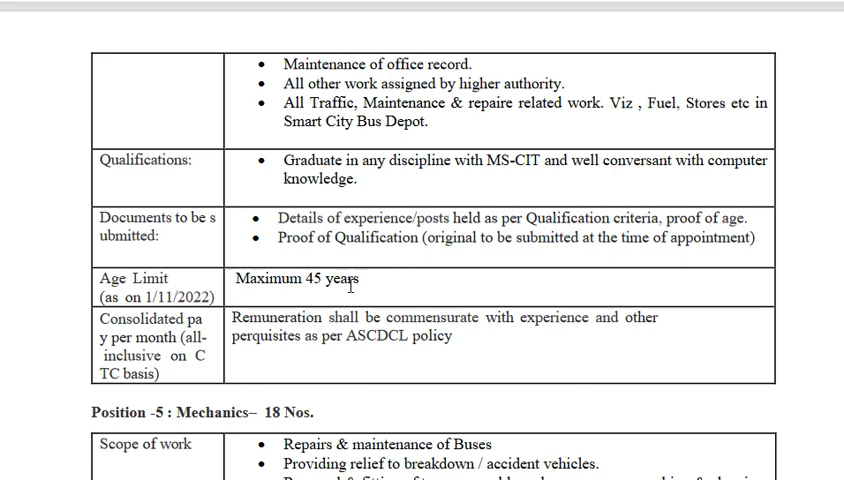 Maintenance of office record.
All other work assigned by higher authority.
All Traffic, Maintenance & repaire related work. Viz , Fuel, Stores etc in
Smart City Bus Depot.
Qualifications:
Graduate in any discipline with MS-CIT and well conversant with computer
knowledge.
Documents to be s
ubmitted:
Details of experience/posts held as per Qualification criteria, proof of age.
Proof of Qualification (original to be submitted at the time of appointment)
Age Limit
(as on 1/11/2022)
Maximum 45 years
Consolidated pa
y per month (all-
inclusive on C
TC basis)
Remuneration shall be commensurate with experience and other
perquisites as per ASCDCL policy
Position -5 : Mechanics– 18 Nos.
Scope of work
Repairs & maintenance of Buses
Providing relief to breakdown / accident vehicles.